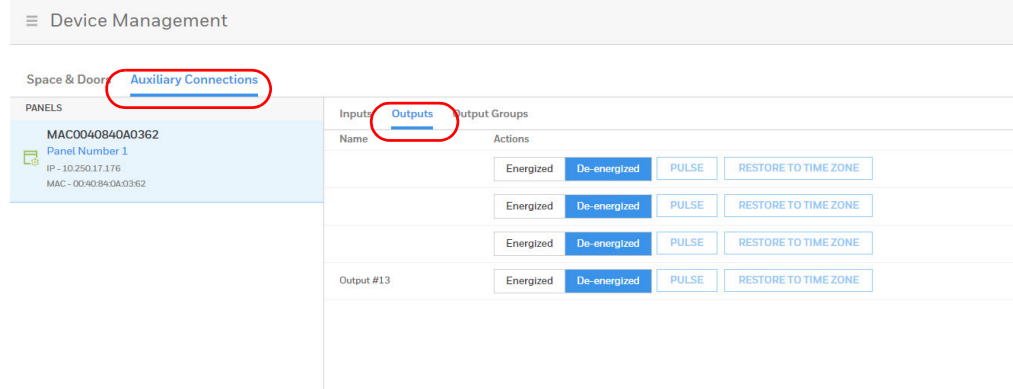 Device Management
Space & Doors Auxiliary Connections
PANELS
MAC0040840A0362
Panel Number 1
IP - 10.250.17.176
MAC - 00:40:84:0A:03:62
Inputs Outputs Output Groups
Name Actions
Energized De-energized PULSE RESTORE TO TIME ZONE
Energized De-energized PULSE RESTORE TO TIME ZONE
Energized De-energized PULSE RESTORE TO TIME ZONE
Output #13 Energized De-energized PULSE RESTORE TO TIME ZONE